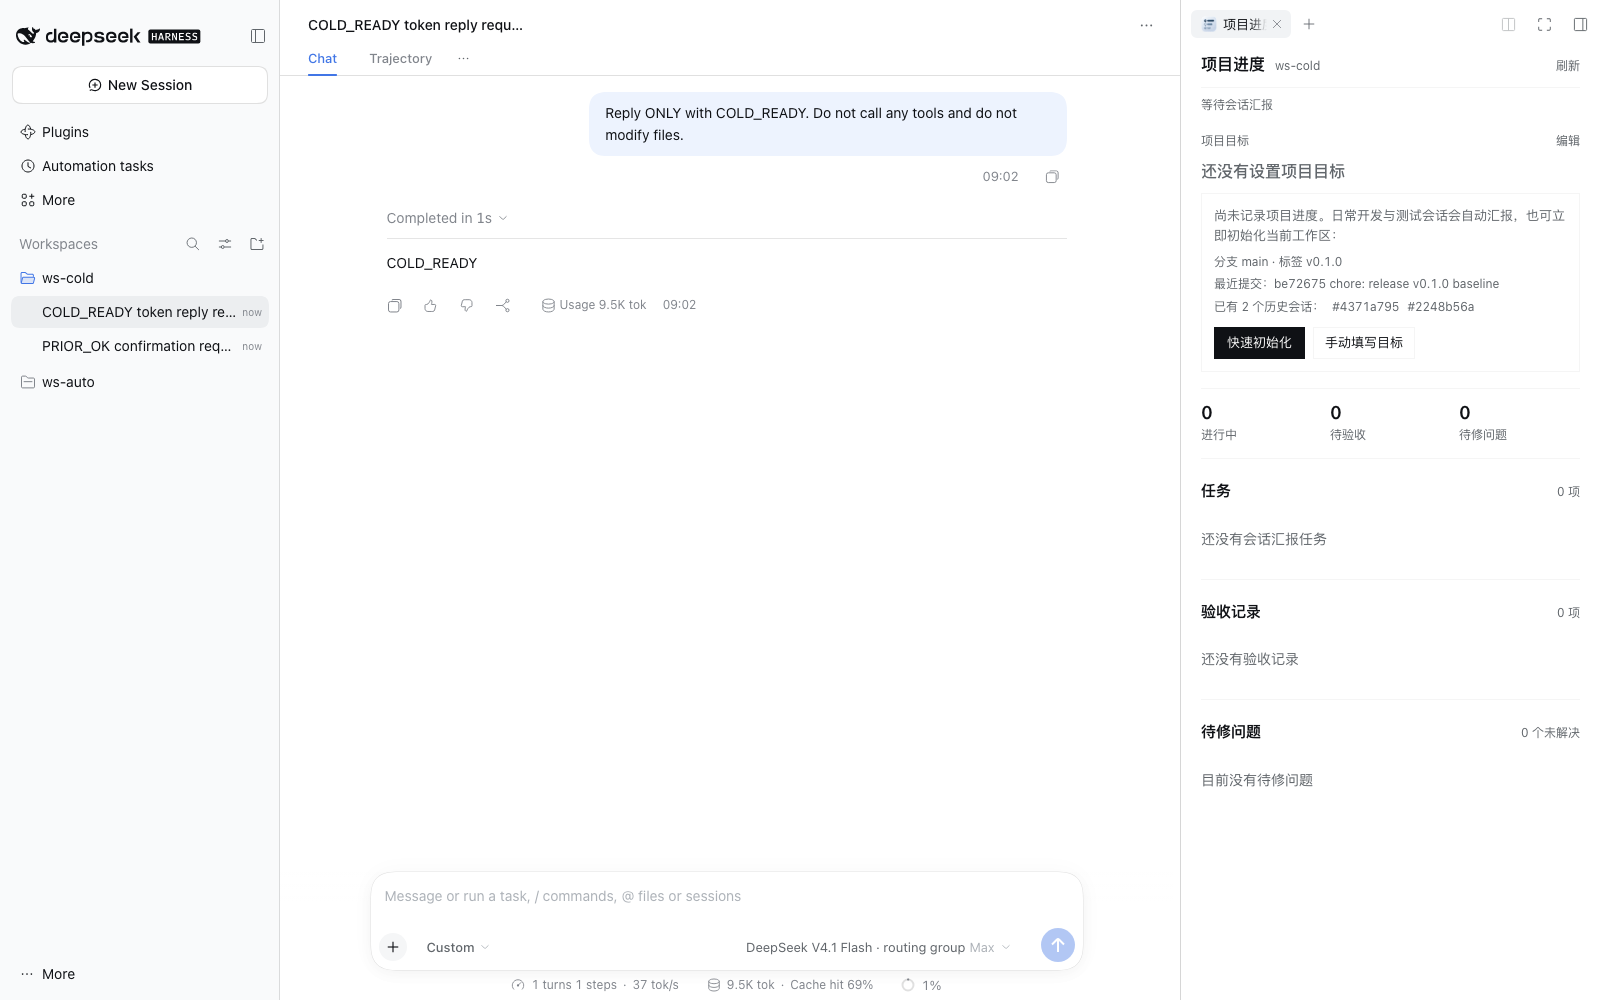 deepseek HARNESS
New Session
Plugins
Automation tasks
More
Workspaces
ws-cold
COLD_READY token reply re... now
PRIOR_OK confirmation req... now
ws-auto
More
COLD_READY token reply requ...
Chat
Trajectory
Reply ONLY with COLD_READY. Do not call any tools and do not
modify files.
09:02
Completed in 1s
COLD_READY
Usage 9.5K tok 09:02
Message or run a task, / commands, @ files or sessions
Custom
DeepSeek V4.1 Flash · routing group Max
1 turns 1 steps · 37 tok/s
9.5K tok · Cache hit 69%
1%
项目进
项目进度 ws-cold 刷新
等待会话汇报
项目目标 编辑
还没有设置项目目标
尚未记录项目进度。日常开发与测试会话会自动汇报，也可立
即初始化当前工作区：
分支 main · 标签 v0.1.0
最近提交：be72675 chore: release v0.1.0 baseline
已有 2 个历史会话： #4371a795 #2248b56a
快速初始化 手动填写目标
0 0 0
进行中 待验收 待修问题
任务 0 项
还没有会话汇报任务
验收记录 0 项
还没有验收记录
待修问题 0 个未解决
目前没有待修问题